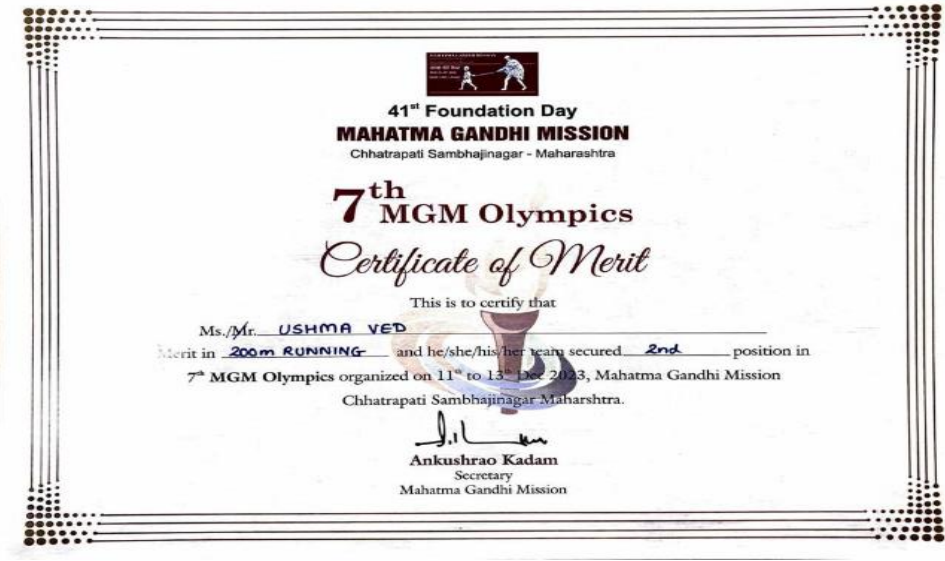 41st Foundation Day
MAHATMA GANDHI MISSION
Chhatrapati Sambhajinagar - Maharashtra
7th MGM Olympics
Certificate of Merit
This is to certify that
Ms./Mr. USHMA VED
Merit in 200m RUNNING and he/she/his/her team secured 2nd position in
7th MGM Olympics organized on 11th to 13th Dec 2023, Mahatma Gandhi Mission
Chhatrapati Sambhajinagar Maharshtra.
Ankushrao Kadam
Secretary
Mahatma Gandhi Mission